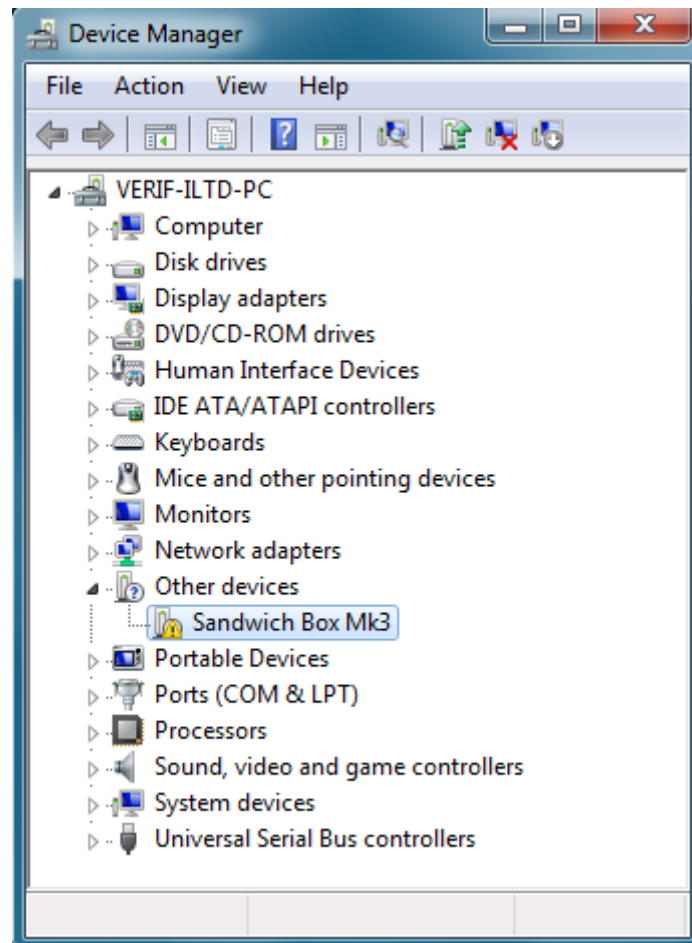 Device Manager
File Action View Help
VERIF-ILTD-PC
Computer
Disk drives
Display adapters
DVD/CD-ROM drives
Human Interface Devices
IDE ATA/ATAPI controllers
Keyboards
Mice and other pointing devices
Monitors
Network adapters
Other devices
Sandwich Box Mk3
Portable Devices
Ports (COM & LPT)
Processors
Sound, video and game controllers
System devices
Universal Serial Bus controllers